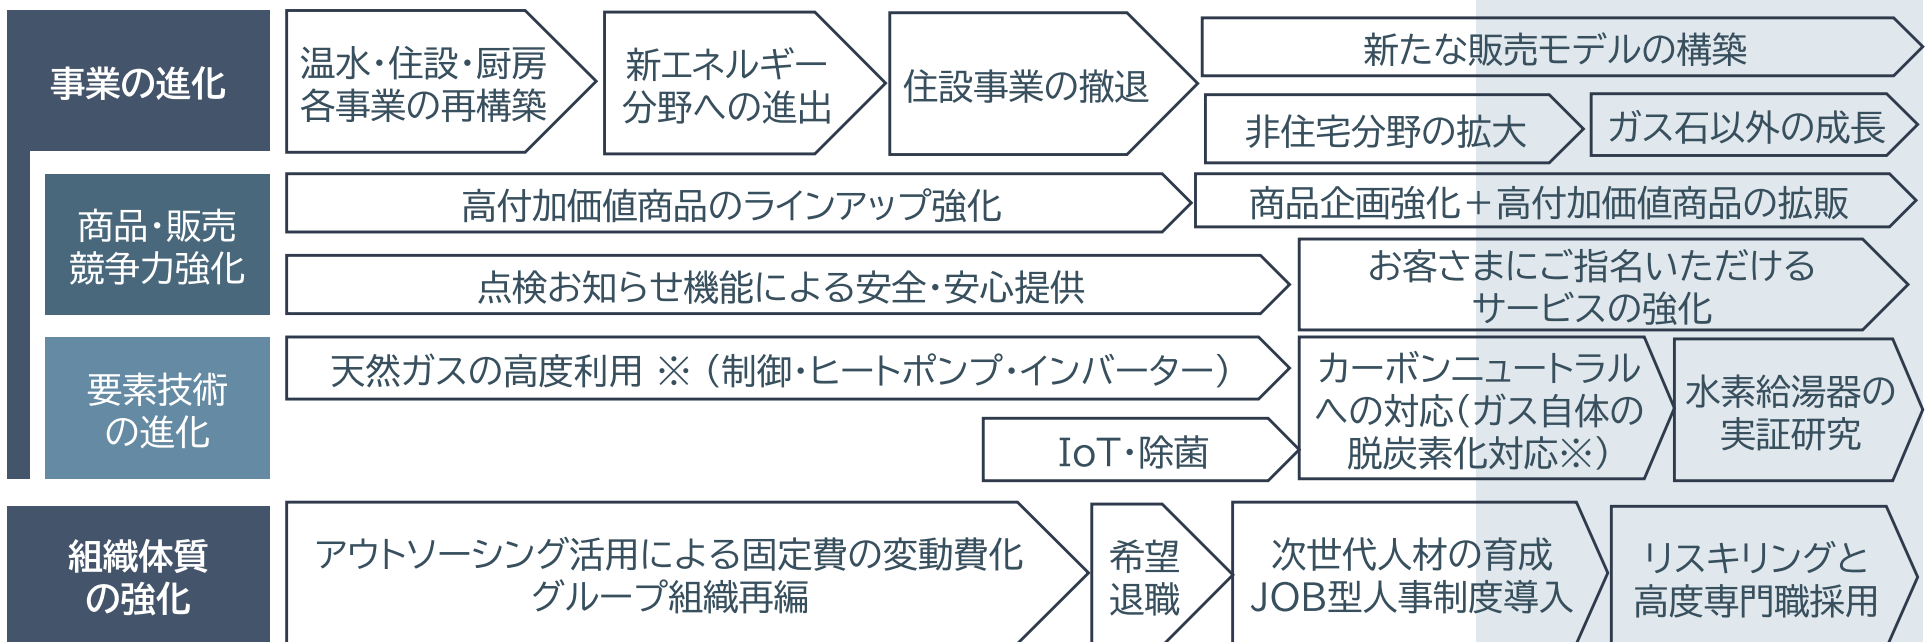 事業の進化
温水・住設・厨房
各事業の再構築
新エネルギー
分野への進出
住設事業の撤退
新たな販売モデルの構築
非住宅分野の拡大
ガス石以外の成長
商品・販売
競争力強化
高付加価値商品のラインアップ強化
商品企画強化＋高付加価値商品の拡販
点検お知らせ機能による安全・安心提供
お客さまにご指名いただける
サービスの強化
要素技術
の進化
天然ガスの高度利用 ※（制御・ヒートポンプ・インバーター）
IoT・除菌
カーボンニュートラル
への対応（ガス自体の
脱炭素化対応※）
水素給湯器の
実証研究
組織体質
の強化
アウトソーシング活用による固定費の変動費化
グループ組織再編
希望
退職
次世代人材の育成
JOB型人事制度導入
リスキリングと
高度専門職採用